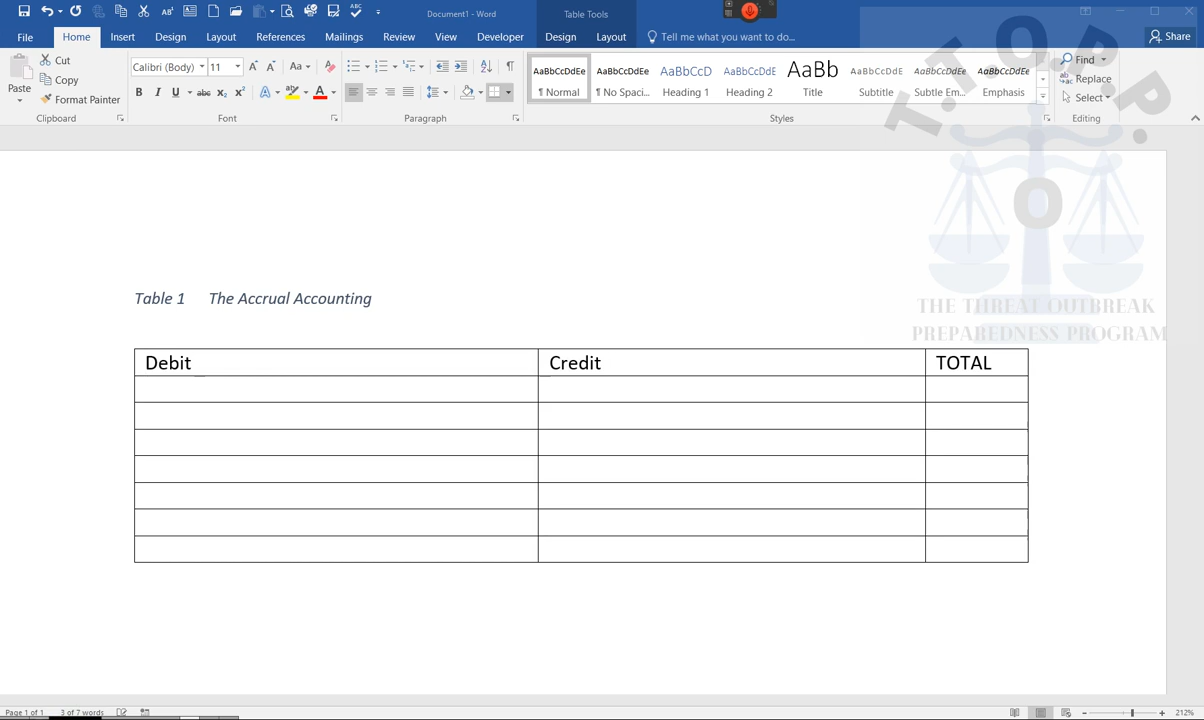 Document1 - Word
Table Tools
File Home Insert Design Layout References Mailings Review View Developer Design Layout Tell me what you want to do... Share
Paste
Cut
Copy
Format Painter
Clipboard
Calibri (Body) 11
Aa
B I U abc x₂ x²
Font
Paragraph
AaBbCcDdEe AaBbCcDdEe AaBbCcD AaBbCcDdE AaBb AaBbCcDdE AaBbCcDdEe AaBbCcDdEe
¶ Normal ¶ No Spaci... Heading 1 Heading 2 Title Subtitle Subtle Em... Emphasis
Styles
Find
Replace
Select
Editing
T.T.O.P.P.
O
THE THREAT OUTBREAK
PREPAREDNESS PROGRAM
Table 1 The Accrual Accounting
Debit Credit TOTAL
Page 1 of 1 3 of 7 words 212%